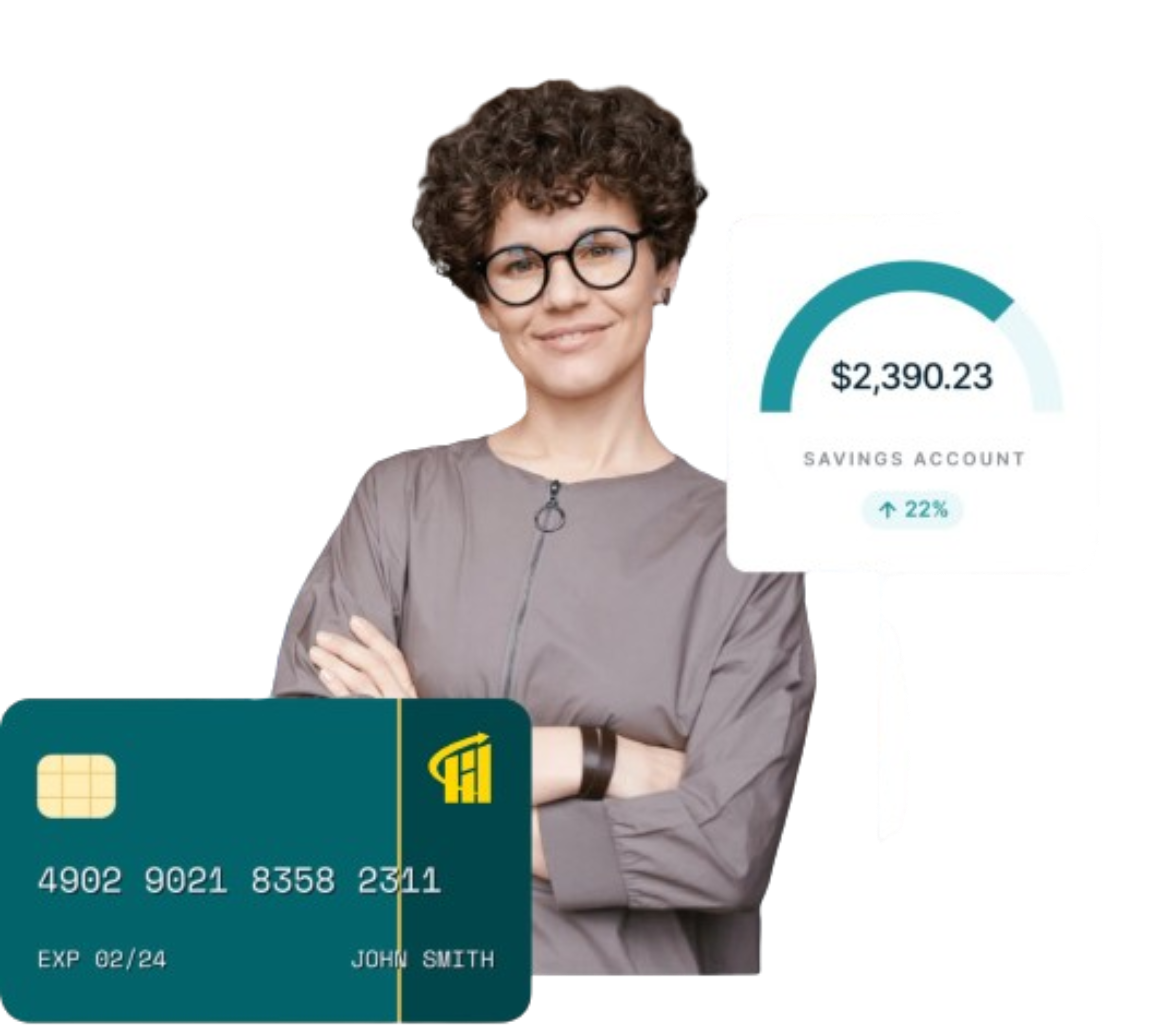 $2,390.23
SAVINGS ACCOUNT
↑ 22%
4902 9021 8358 2311
EXP 02/24 JOHN SMITH